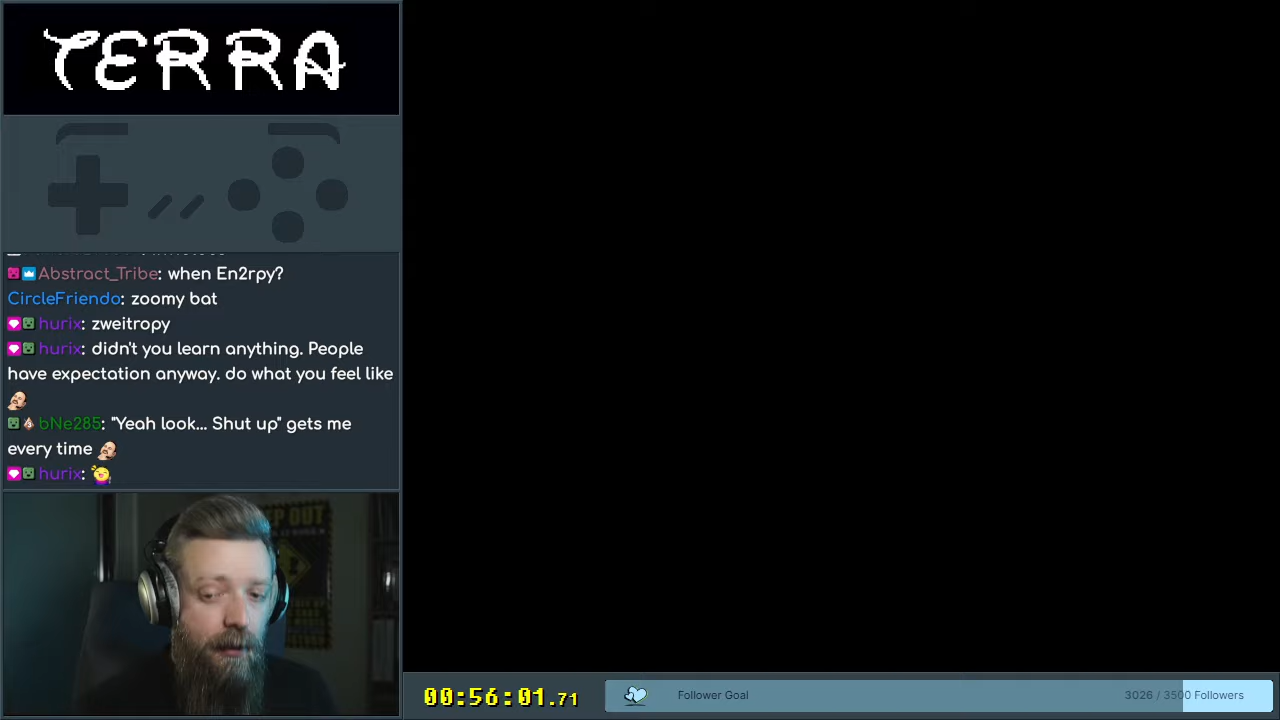 TERRA
Abstract_Tribe: when En2rpy?
CircleFriendo: zoomy bat
hurix: zweitropy
hurix: didn't you learn anything. People
have expectation anyway. do what you feel like
bNe285: "Yeah look... Shut up" gets me
every time
hurix:
EP OUT
00:56:01.71
Follower Goal
3026 / 3500 Followers